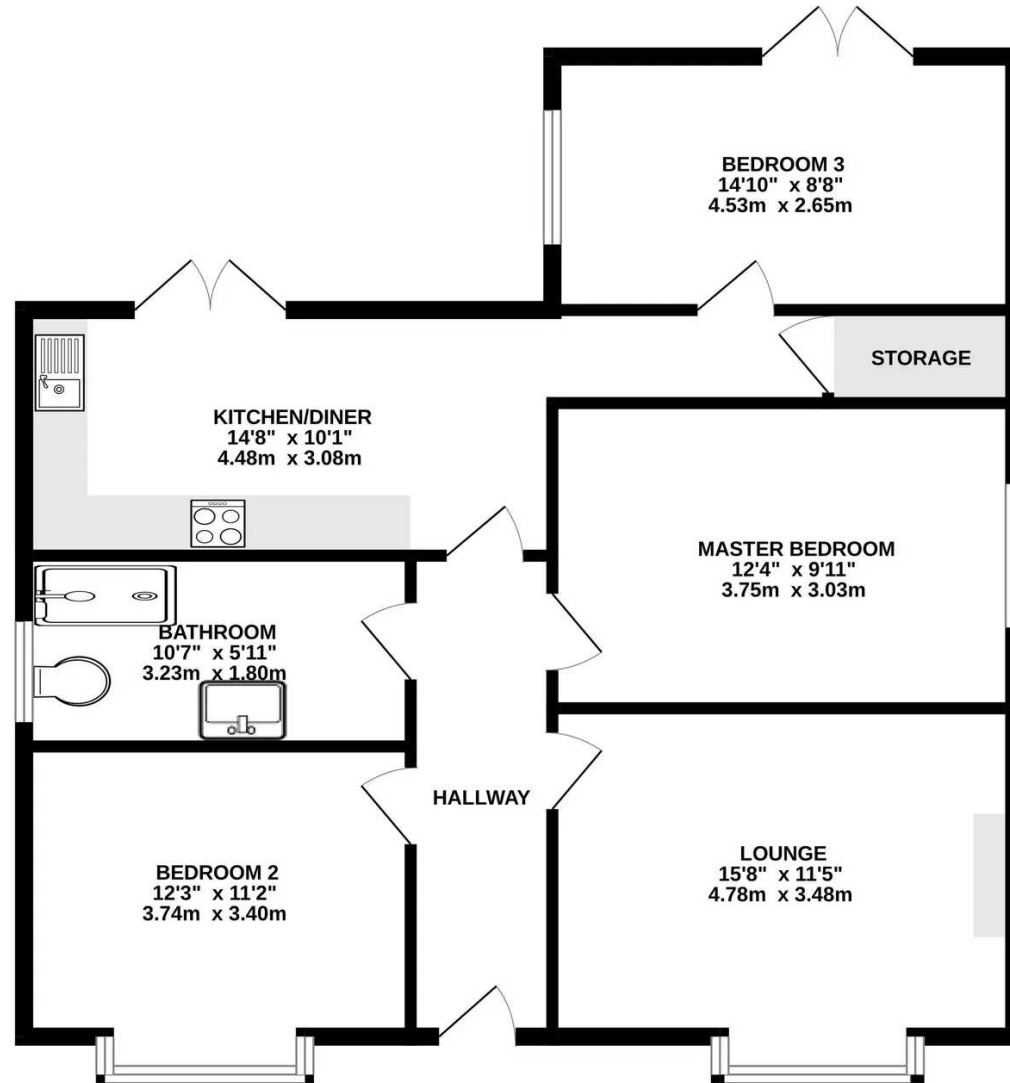 BEDROOM 3
14'10" x 8'8"
4.53m x 2.65m
STORAGE
KITCHEN/DINER
14'8" x 10'1"
4.48m x 3.08m
MASTER BEDROOM
12'4" x 9'11"
3.75m x 3.03m
BATHROOM
10'7" x 5'11"
3.23m x 1.80m
HALLWAY
BEDROOM 2
12'3" x 11'2"
3.74m x 3.40m
LOUNGE
15'8" x 11'5"
4.78m x 3.48m